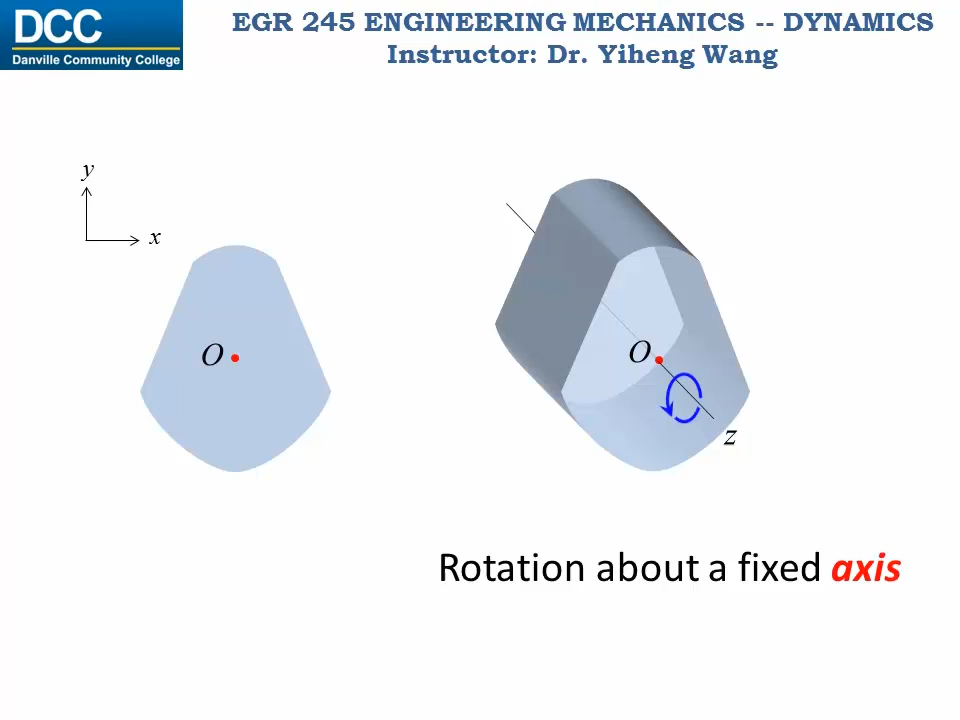 DCC
Danville Community College
EGR 245 ENGINEERING MECHANICS -- DYNAMICS
Instructor: Dr. Yiheng Wang
y
x
O
O
z
Rotation about a fixed axis